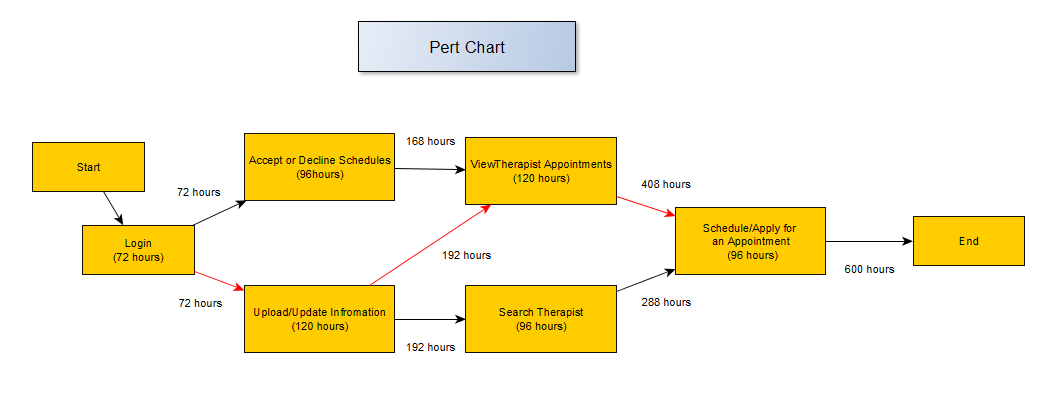 Pert Chart
Start
Login
(72 hours)
72 hours
72 hours
Accept or Decline Schedules
(96hours)
168 hours
Upload/Update Infromation
(120 hours)
192 hours
192 hours
ViewTherapist Appointments
(120 hours)
408 hours
Search Therapist
(96 hours)
288 hours
Schedule/Apply for
an Appointment
(96 hours)
600 hours
End